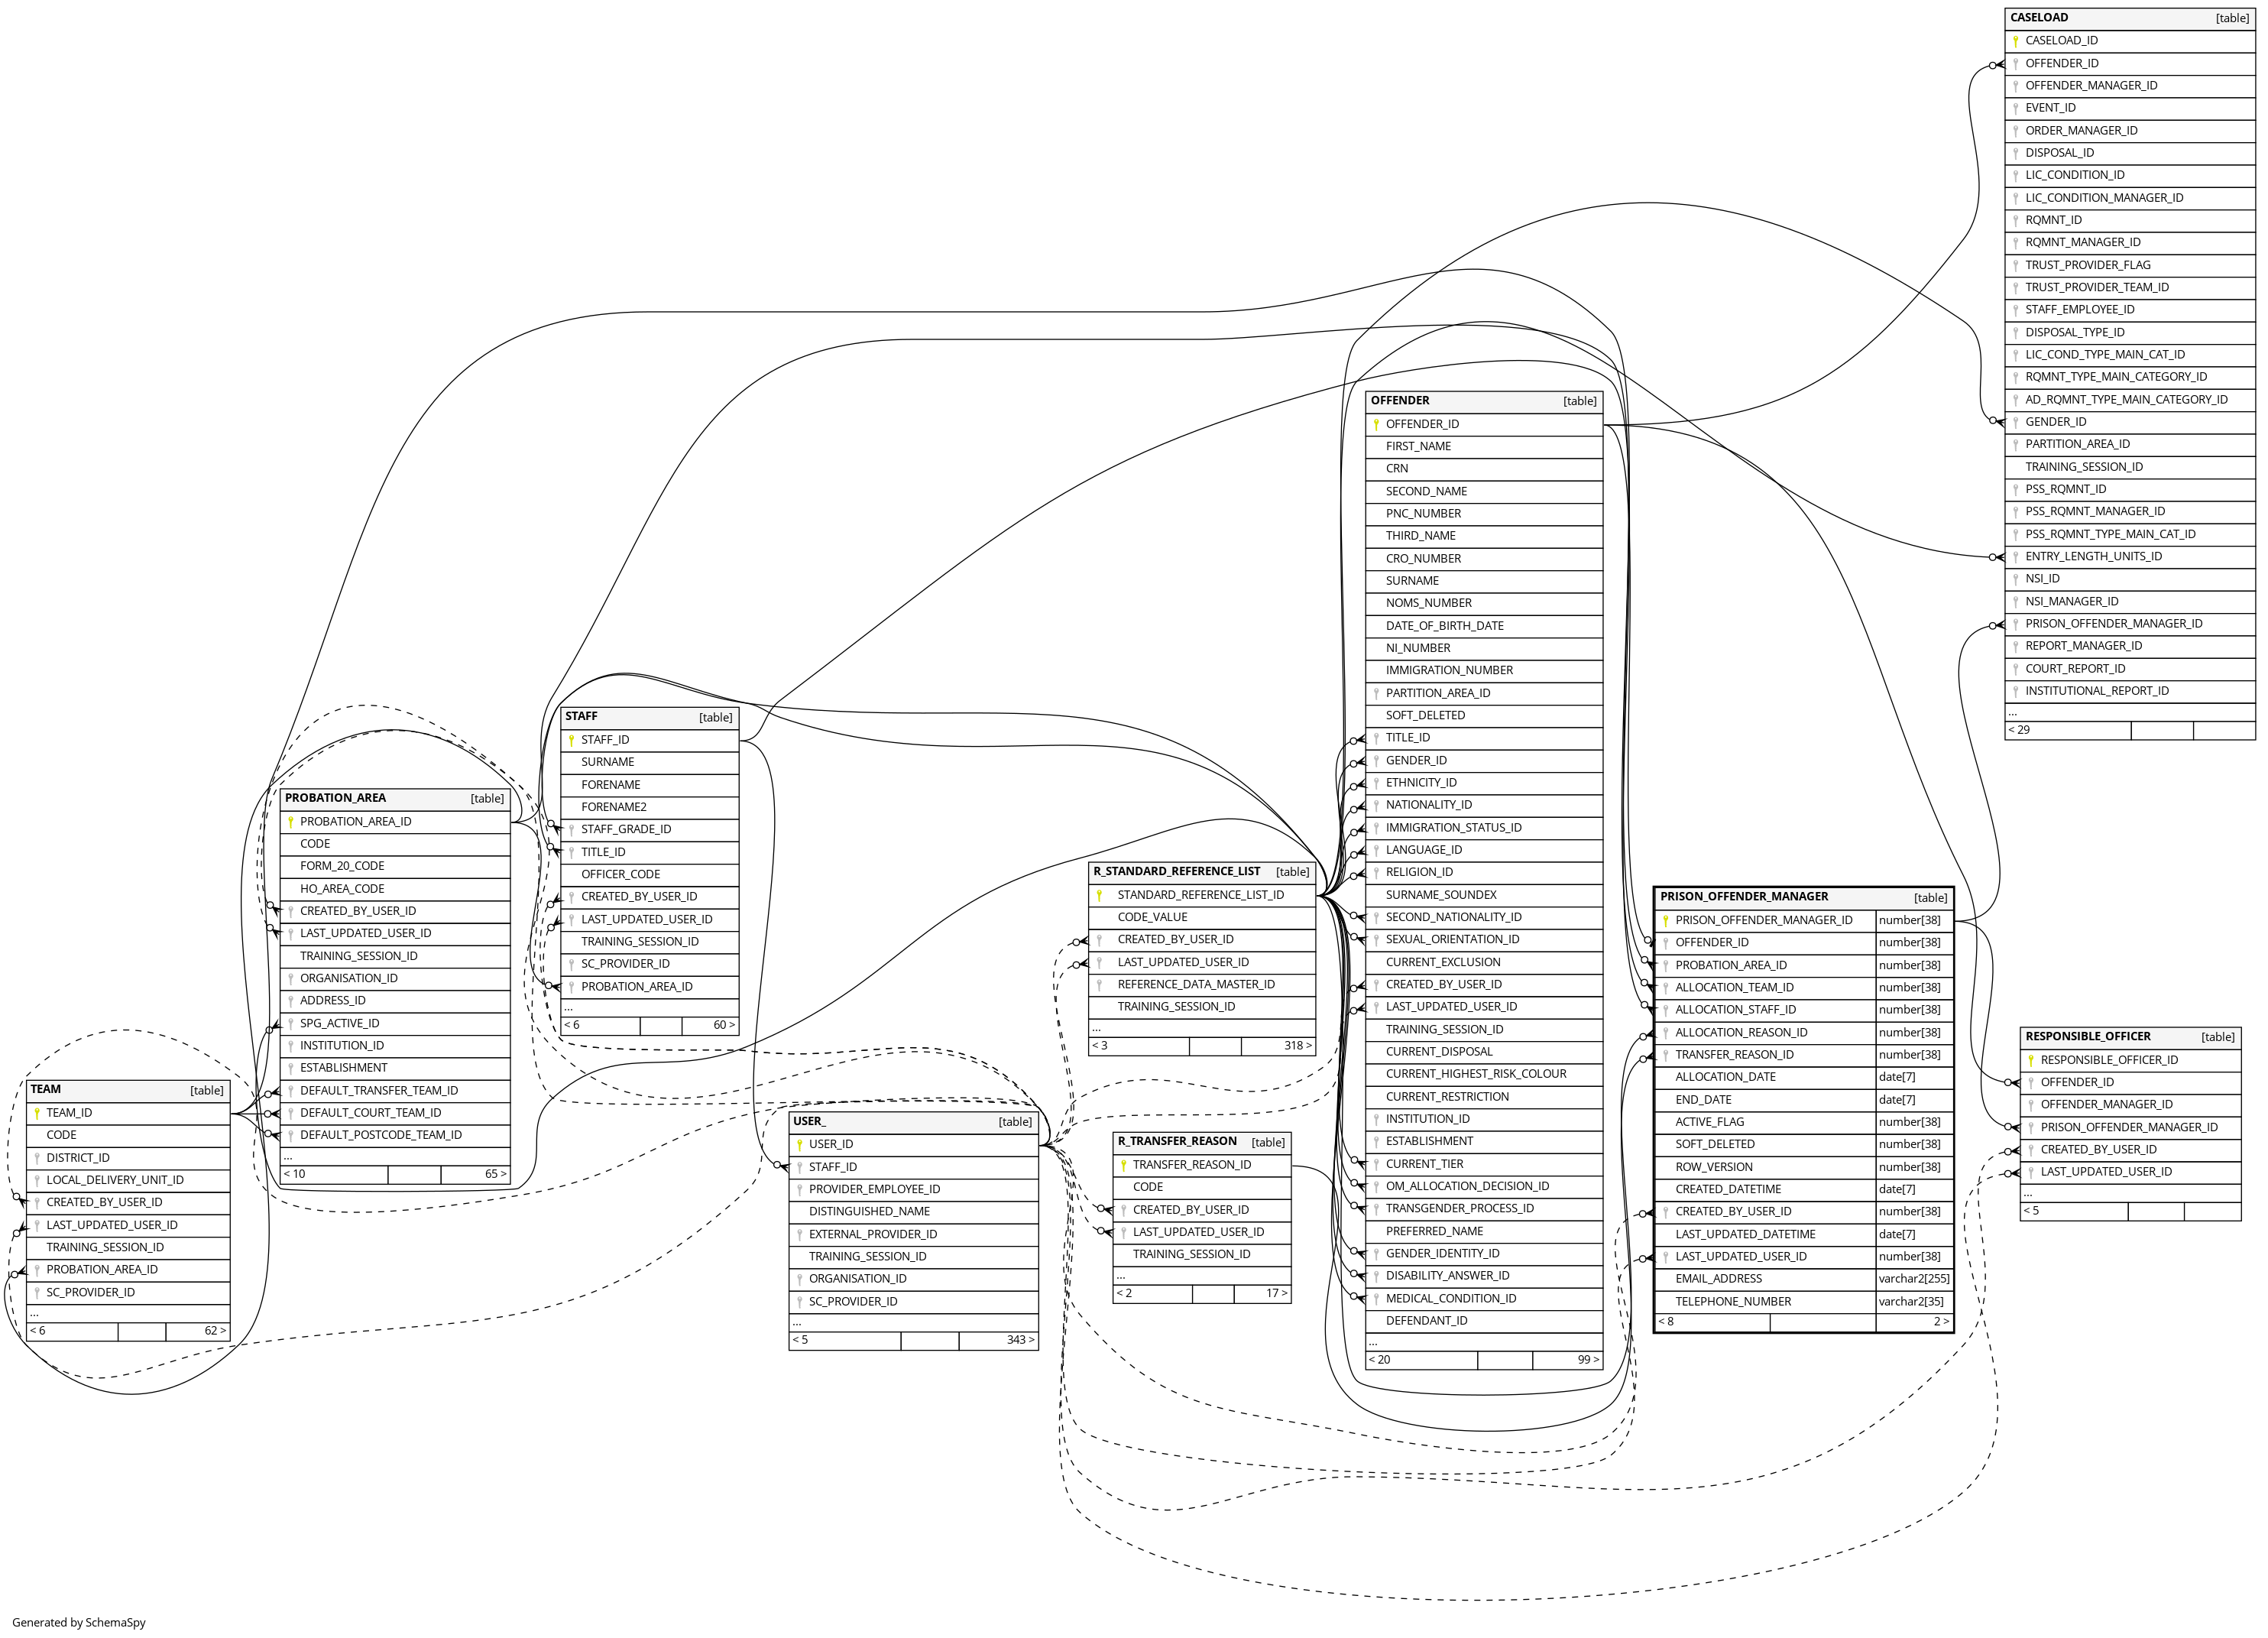 CASELOAD [table]
CASELOAD_ID
OFFENDER_ID
OFFENDER_MANAGER_ID
EVENT_ID
ORDER_MANAGER_ID
DISPOSAL_ID
LIC_CONDITION_ID
LIC_CONDITION_MANAGER_ID
RQMNT_ID
RQMNT_MANAGER_ID
TRUST_PROVIDER_FLAG
TRUST_PROVIDER_TEAM_ID
STAFF_EMPLOYEE_ID
DISPOSAL_TYPE_ID
LIC_COND_TYPE_MAIN_CAT_ID
RQMNT_TYPE_MAIN_CATEGORY_ID
AD_RQMNT_TYPE_MAIN_CATEGORY_ID
GENDER_ID
PARTITION_AREA_ID
TRAINING_SESSION_ID
PSS_RQMNT_ID
PSS_RQMNT_MANAGER_ID
PSS_RQMNT_TYPE_MAIN_CAT_ID
ENTRY_LENGTH_UNITS_ID
NSI_ID
NSI_MANAGER_ID
PRISON_OFFENDER_MANAGER_ID
REPORT_MANAGER_ID
COURT_REPORT_ID
INSTITUTIONAL_REPORT_ID
...
< 29
OFFENDER [table]
OFFENDER_ID
FIRST_NAME
CRN
SECOND_NAME
PNC_NUMBER
THIRD_NAME
CRO_NUMBER
SURNAME
NOMS_NUMBER
DATE_OF_BIRTH_DATE
NI_NUMBER
IMMIGRATION_NUMBER
PARTITION_AREA_ID
SOFT_DELETED
TITLE_ID
GENDER_ID
ETHNICITY_ID
NATIONALITY_ID
IMMIGRATION_STATUS_ID
LANGUAGE_ID
RELIGION_ID
SURNAME_SOUNDEX
SECOND_NATIONALITY_ID
SEXUAL_ORIENTATION_ID
CURRENT_EXCLUSION
CREATED_BY_USER_ID
LAST_UPDATED_USER_ID
TRAINING_SESSION_ID
CURRENT_DISPOSAL
CURRENT_HIGHEST_RISK_COLOUR
CURRENT_RESTRICTION
INSTITUTION_ID
ESTABLISHMENT
CURRENT_TIER
OM_ALLOCATION_DECISION_ID
TRANSGENDER_PROCESS_ID
PREFERRED_NAME
GENDER_IDENTITY_ID
DISABILITY_ANSWER_ID
MEDICAL_CONDITION_ID
DEFENDANT_ID
...
< 20 99 >
STAFF [table]
STAFF_ID
SURNAME
FORENAME
FORENAME2
STAFF_GRADE_ID
TITLE_ID
OFFICER_CODE
CREATED_BY_USER_ID
LAST_UPDATED_USER_ID
TRAINING_SESSION_ID
SC_PROVIDER_ID
PROBATION_AREA_ID
...
< 6 60 >
PROBATION_AREA [table]
PROBATION_AREA_ID
CODE
FORM_20_CODE
HO_AREA_CODE
CREATED_BY_USER_ID
LAST_UPDATED_USER_ID
TRAINING_SESSION_ID
ORGANISATION_ID
ADDRESS_ID
SPG_ACTIVE_ID
INSTITUTION_ID
ESTABLISHMENT
DEFAULT_TRANSFER_TEAM_ID
DEFAULT_COURT_TEAM_ID
DEFAULT_POSTCODE_TEAM_ID
...
< 10 65 >
R_STANDARD_REFERENCE_LIST [table]
STANDARD_REFERENCE_LIST_ID
CODE_VALUE
CREATED_BY_USER_ID
LAST_UPDATED_USER_ID
REFERENCE_DATA_MASTER_ID
TRAINING_SESSION_ID
...
< 3 318 >
PRISON_OFFENDER_MANAGER [table]
PRISON_OFFENDER_MANAGER_ID number[38]
OFFENDER_ID number[38]
PROBATION_AREA_ID number[38]
ALLOCATION_TEAM_ID number[38]
ALLOCATION_STAFF_ID number[38]
ALLOCATION_REASON_ID number[38]
TRANSFER_REASON_ID number[38]
ALLOCATION_DATE date[7]
END_DATE date[7]
ACTIVE_FLAG number[38]
SOFT_DELETED number[38]
ROW_VERSION number[38]
CREATED_DATETIME date[7]
CREATED_BY_USER_ID number[38]
LAST_UPDATED_DATETIME date[7]
LAST_UPDATED_USER_ID number[38]
EMAIL_ADDRESS varchar2[255]
TELEPHONE_NUMBER varchar2[35]
< 8 2 >
RESPONSIBLE_OFFICER [table]
RESPONSIBLE_OFFICER_ID
OFFENDER_ID
OFFENDER_MANAGER_ID
PRISON_OFFENDER_MANAGER_ID
CREATED_BY_USER_ID
LAST_UPDATED_USER_ID
...
< 5
TEAM [table]
TEAM_ID
CODE
DISTRICT_ID
LOCAL_DELIVERY_UNIT_ID
CREATED_BY_USER_ID
LAST_UPDATED_USER_ID
TRAINING_SESSION_ID
PROBATION_AREA_ID
SC_PROVIDER_ID
...
< 6 62 >
USER_ [table]
USER_ID
STAFF_ID
PROVIDER_EMPLOYEE_ID
DISTINGUISHED_NAME
EXTERNAL_PROVIDER_ID
TRAINING_SESSION_ID
ORGANISATION_ID
SC_PROVIDER_ID
...
< 5 343 >
R_TRANSFER_REASON [table]
TRANSFER_REASON_ID
CODE
CREATED_BY_USER_ID
LAST_UPDATED_USER_ID
TRAINING_SESSION_ID
...
< 2 17 >
Generated by SchemaSpy